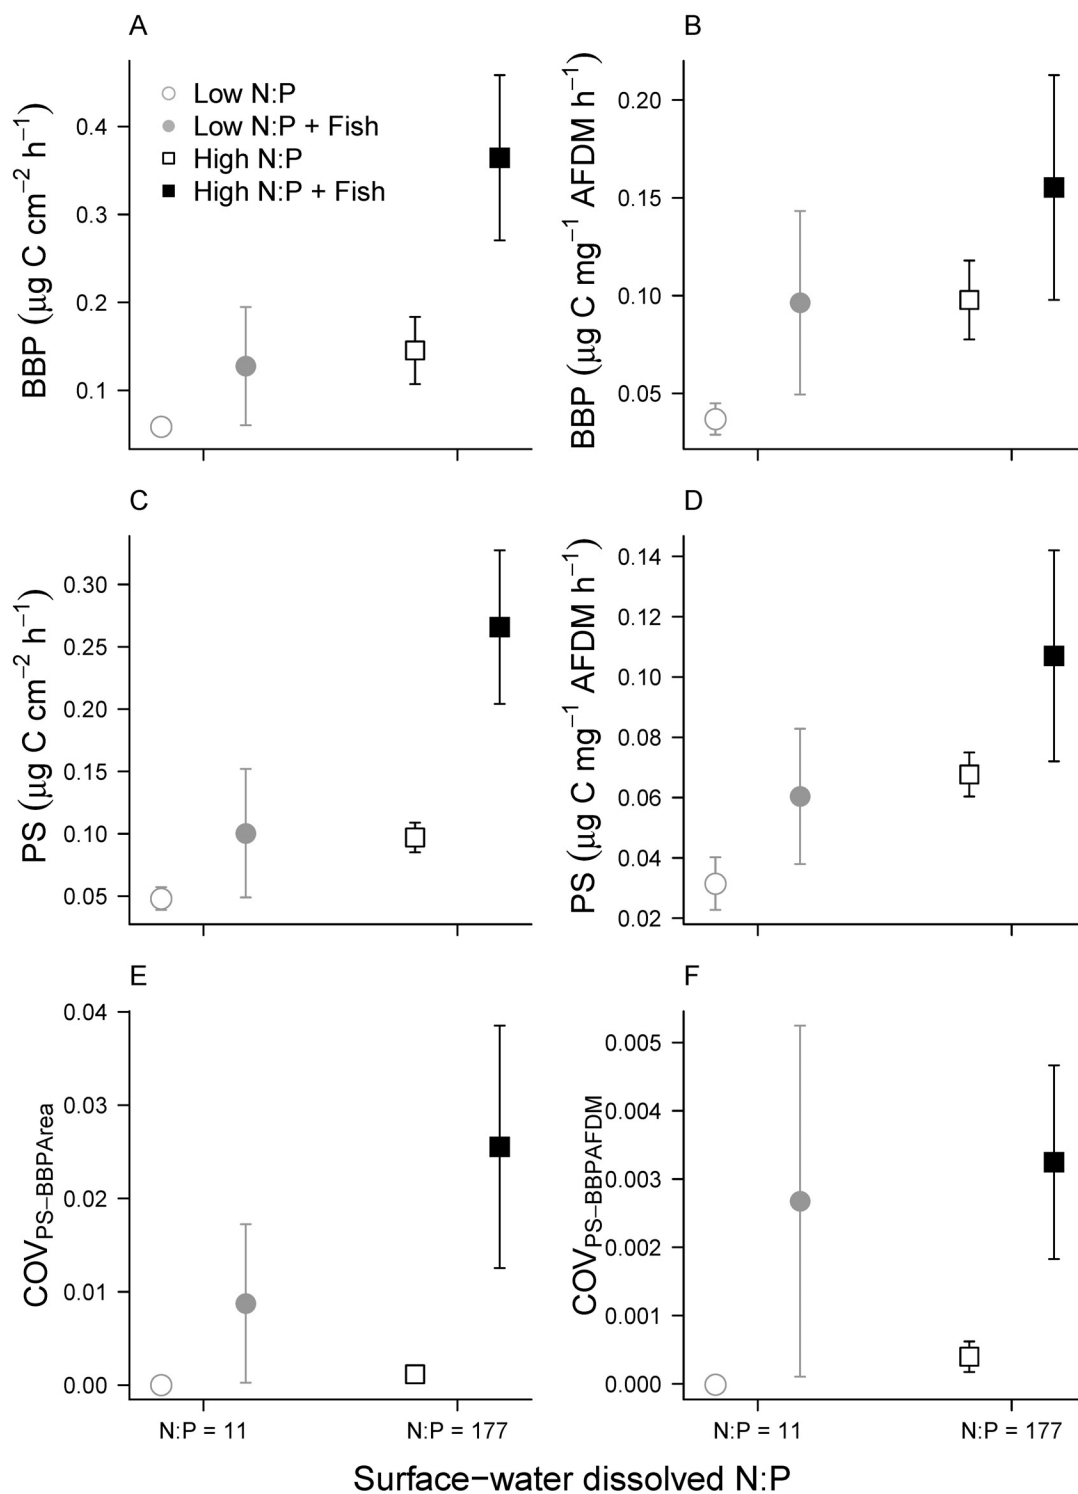 A
BBP (µg C cm−2 h−1)
0.4
0.3
0.2
0.1
Low N:P
Low N:P + Fish
High N:P
High N:P + Fish
B
BBP (µg C mg−1 AFDM h−1)
0.20
0.15
0.10
0.05
C
PS (µg C cm−2 h−1)
0.30
0.25
0.20
0.15
0.10
0.05
D
PS (µg C mg−1 AFDM h−1)
0.14
0.12
0.10
0.08
0.06
0.04
0.02
E
COVPS−BBPArea
0.04
0.03
0.02
0.01
0.00
N:P = 11
N:P = 177
F
COVPS−BBPAFDM
0.005
0.004
0.003
0.002
0.001
0.000
N:P = 11
N:P = 177
Surface−water dissolved N:P